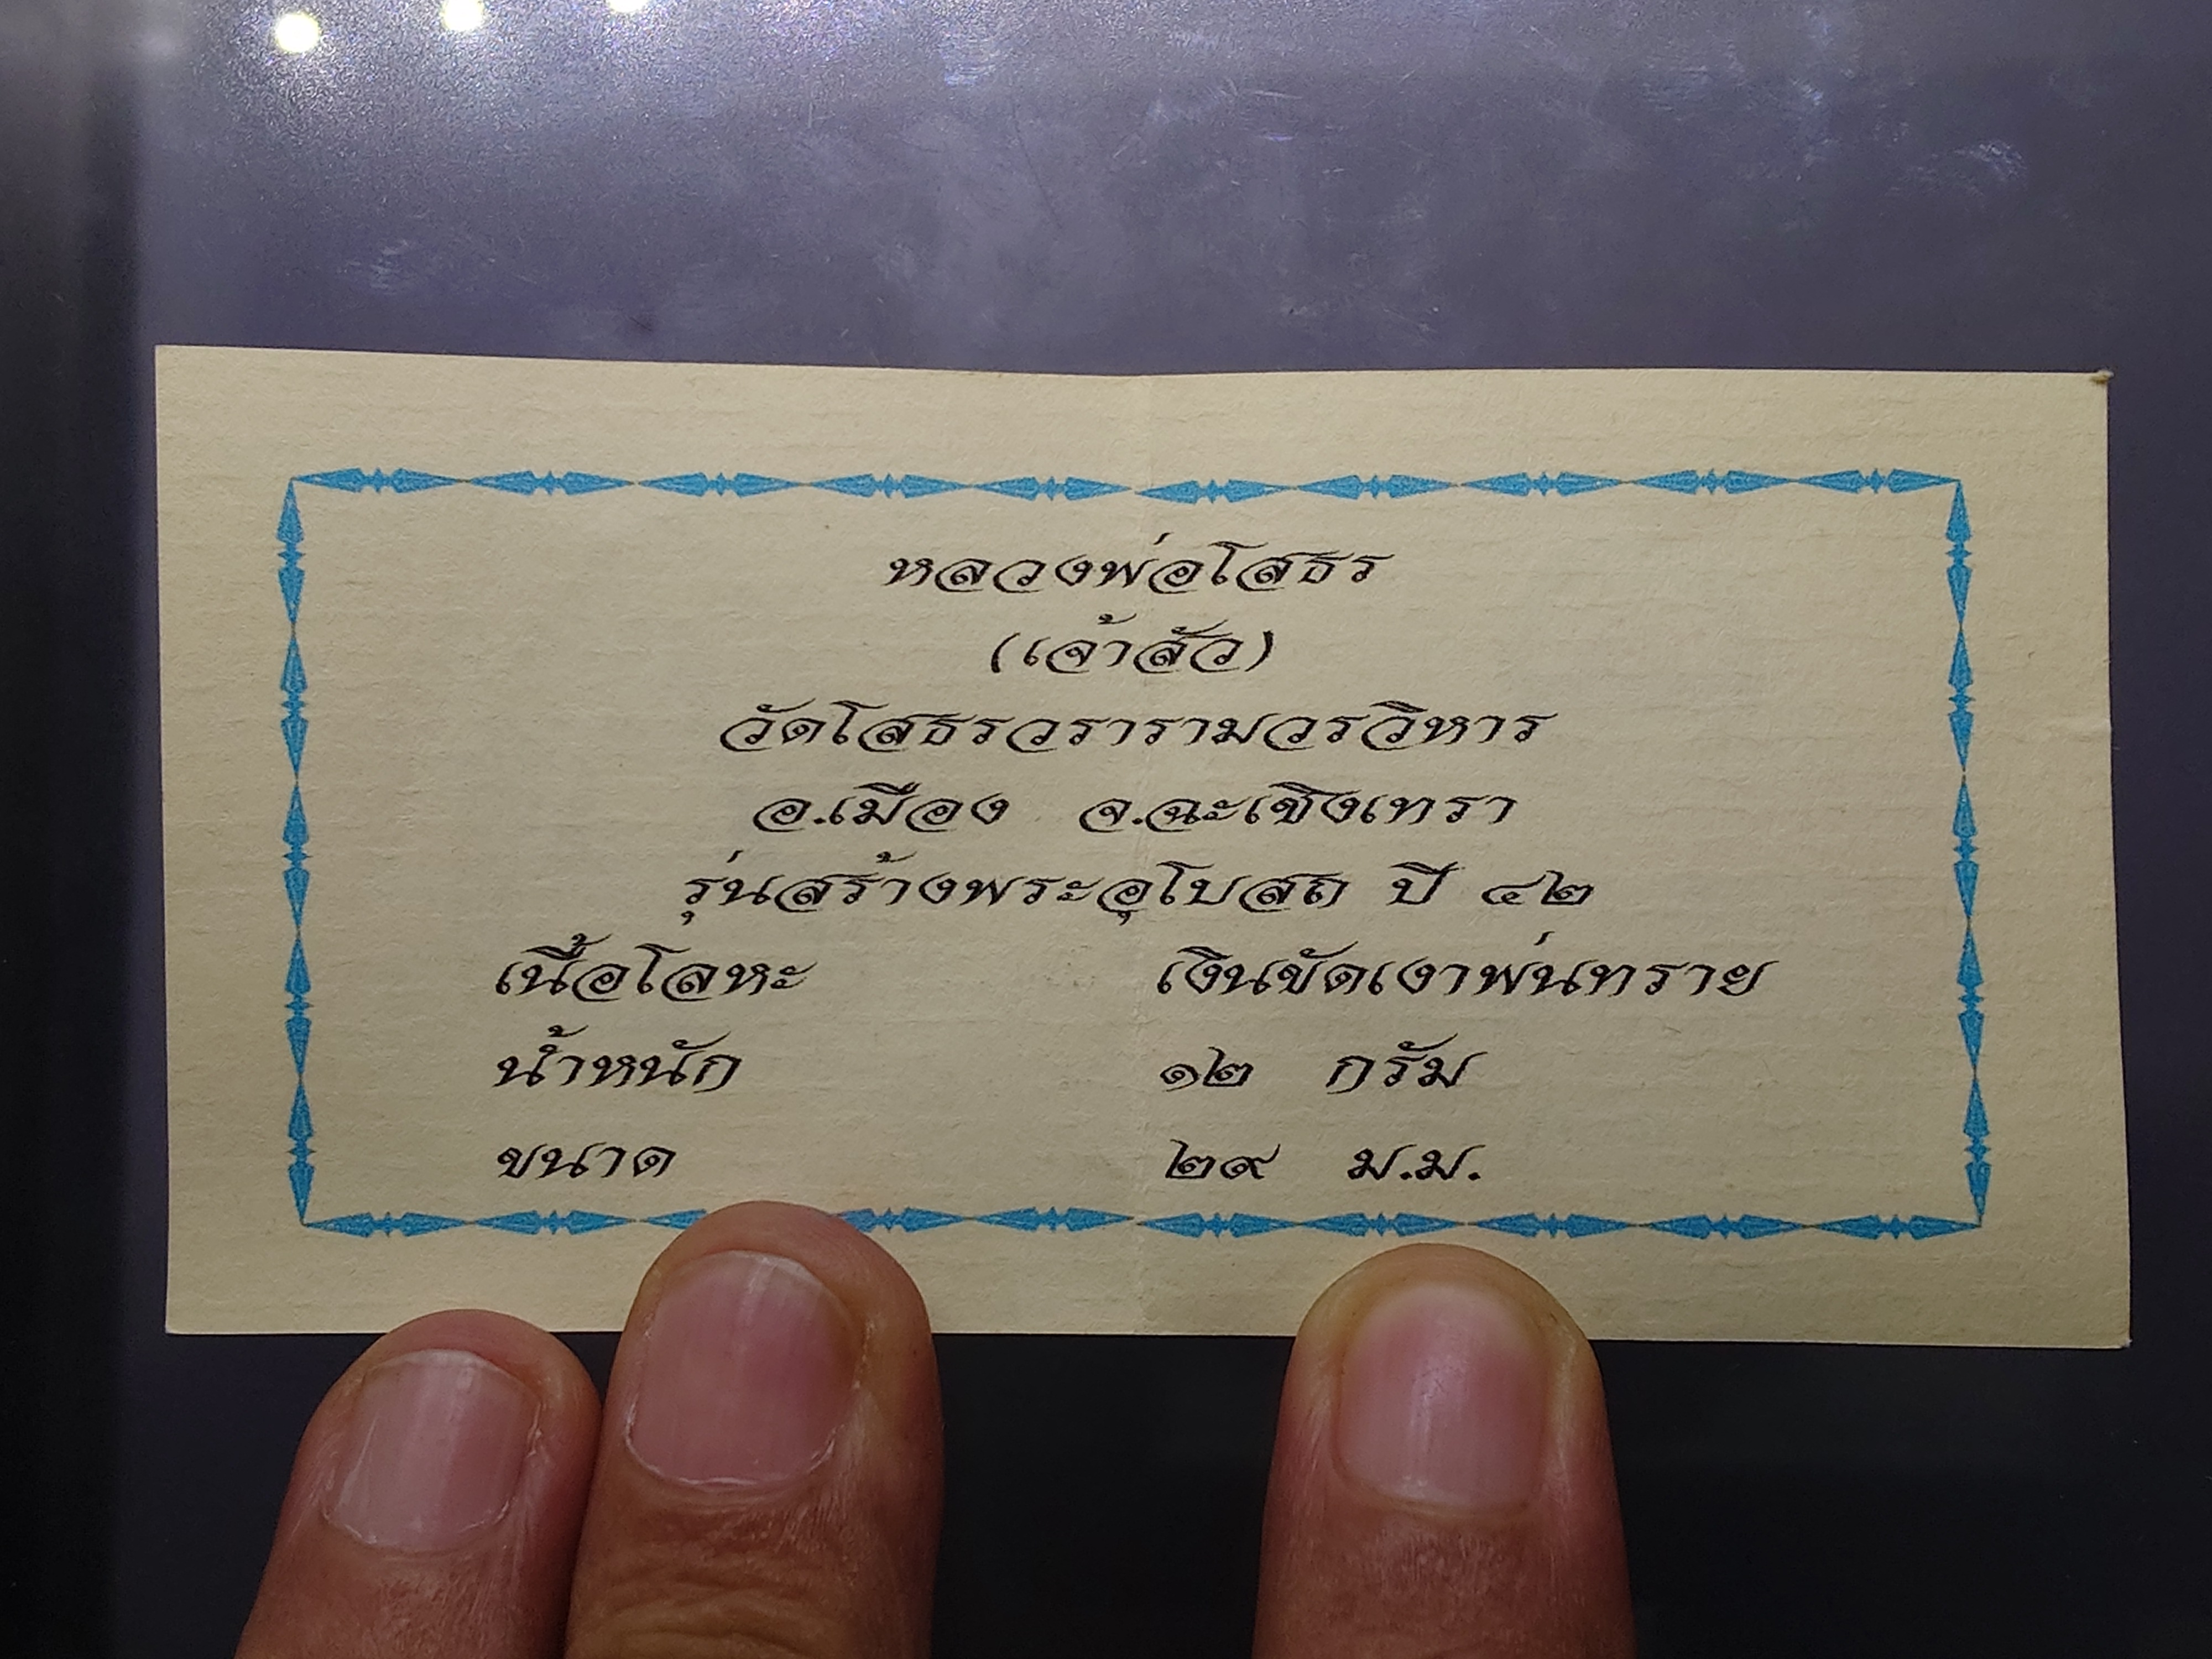 หลวงพ่อโสธร
(เจ้าสัว)
วัดโสธรวรารามวรวิหาร
อ.เมือง จ.ฉะเชิงเทรา
รุ่นสร้างพระอุโบสถ ปี ๔๒
เนื้อโลหะ เงินขัดเงาพ่นทราย
น้ำหนัก ๑๒ กรัม
ขนาด ๒๙ ม.ม.